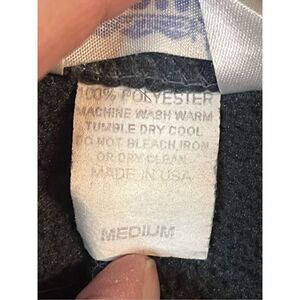 100% POLYESTER
MACHINE WASH WARM
TUMBLE DRY COOL
DO NOT BLEACH, IRON
OR DRY CLEAN
MADE IN USA
MEDIUM